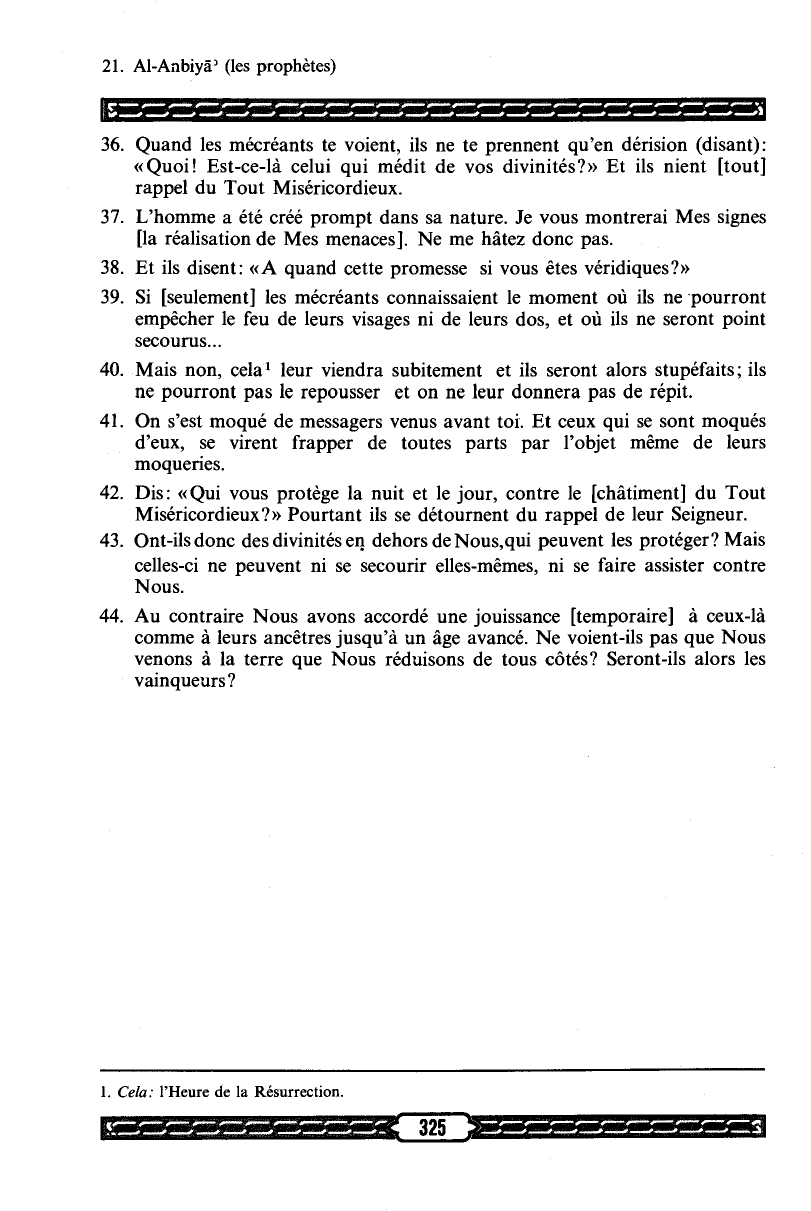 21. Al-Anbiyāʾ (les prophètes)
36. Quand les mécréants te voient, ils ne te prennent qu'en dérision (disant):
«Quoi! Est-ce-là celui qui médit de vos divinités?» Et ils nient [tout]
rappel du Tout Miséricordieux.
37. L'homme a été créé prompt dans sa nature. Je vous montrerai Mes signes
[la réalisation de Mes menaces]. Ne me hâtez donc pas.
38. Et ils disent: «A quand cette promesse si vous êtes véridiques?»
39. Si [seulement] les mécréants connaissaient le moment où ils ne pourront
empêcher le feu de leurs visages ni de leurs dos, et où ils ne seront point
secourus...
40. Mais non, cela¹ leur viendra subitement et ils seront alors stupéfaits; ils
ne pourront pas le repousser et on ne leur donnera pas de répit.
41. On s'est moqué de messagers venus avant toi. Et ceux qui se sont moqués
d'eux, se virent frapper de toutes parts par l'objet même de leurs
moqueries.
42. Dis: «Qui vous protège la nuit et le jour, contre le [châtiment] du Tout
Miséricordieux?» Pourtant ils se détournent du rappel de leur Seigneur.
43. Ont-ils donc des divinités en dehors de Nous,qui peuvent les protéger? Mais
celles-ci ne peuvent ni se secourir elles-mêmes, ni se faire assister contre
Nous.
44. Au contraire Nous avons accordé une jouissance [temporaire] à ceux-là
comme à leurs ancêtres jusqu'à un âge avancé. Ne voient-ils pas que Nous
venons à la terre que Nous réduisons de tous côtés? Seront-ils alors les
vainqueurs?
1. Cela: l'Heure de la Résurrection.
325